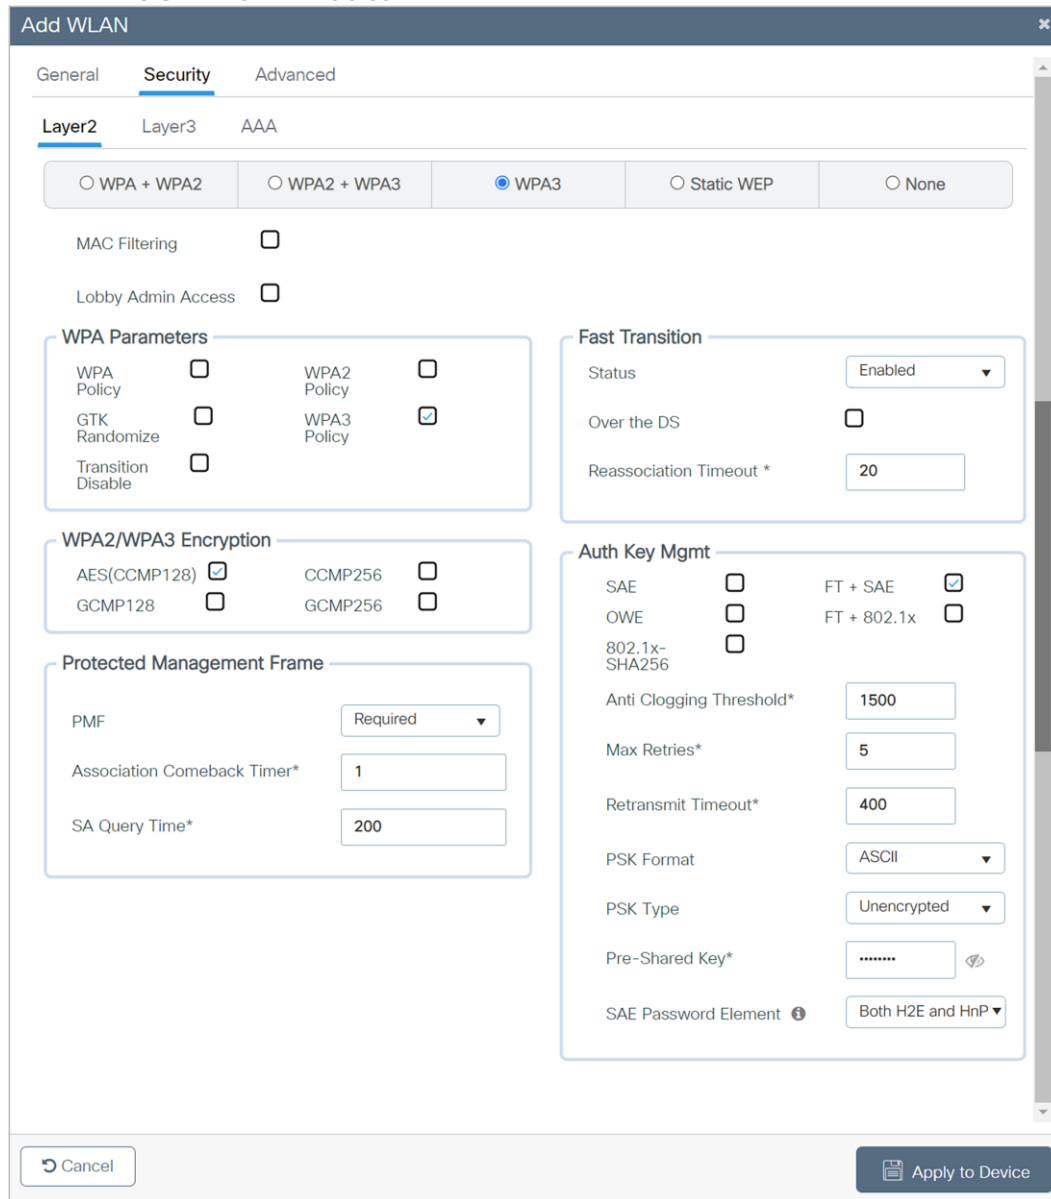 Add WLAN
General Security Advanced
Layer2 Layer3 AAA
WPA + WPA2 WPA2 + WPA3 WPA3 Static WEP None
MAC Filtering
Lobby Admin Access
WPA Parameters
WPA
Policy
WPA2
Policy
GTK
Randomize
WPA3
Policy
Transition
Disable
WPA2/WPA3 Encryption
AES(CCMP128) CCMP256
GCMP128 GCMP256
Protected Management Frame
PMF Required
Association Comeback Timer* 1
SA Query Time* 200
Fast Transition
Status Enabled
Over the DS
Reassociation Timeout * 20
Auth Key Mgmt
SAE FT + SAE
OWE FT + 802.1x
802.1x-
SHA256
Anti Clogging Threshold* 1500
Max Retries* 5
Retransmit Timeout* 400
PSK Format ASCII
PSK Type Unencrypted
Pre-Shared Key* ••••••••
SAE Password Element Both H2E and HnP
Cancel Apply to Device